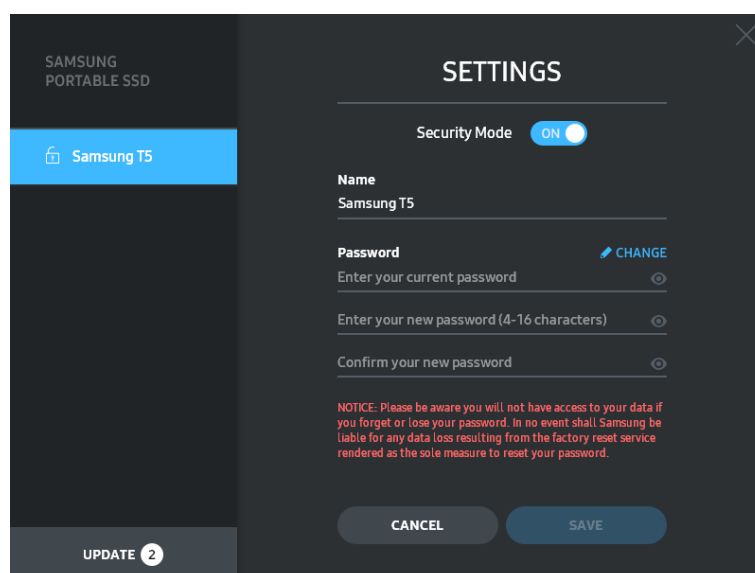 SAMSUNG
PORTABLE SSD
Samsung T5
UPDATE 2
SETTINGS
Security Mode ON
Name
Samsung T5
Password CHANGE
Enter your current password
Enter your new password (4-16 characters)
Confirm your new password
NOTICE: Please be aware you will not have access to your data if
you forget or lose your password. In no event shall Samsung be
liable for any data loss resulting from the factory reset service
rendered as the sole measure to reset your password.
CANCEL SAVE